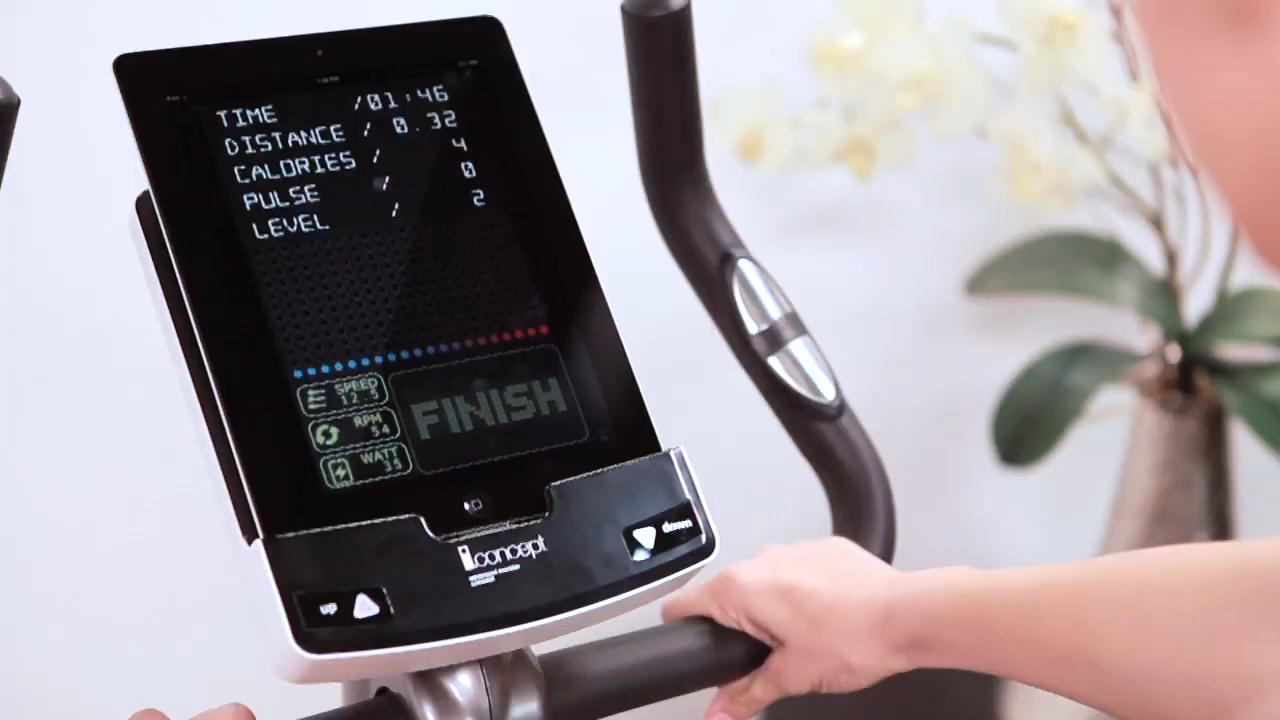 TIME /01:46
DISTANCE / 0.32
CALORIES / 4
PULSE / 0
LEVEL / 2
SPEED
12.5
RPM
54
WATT
35
FINISH
iconcept
up
down